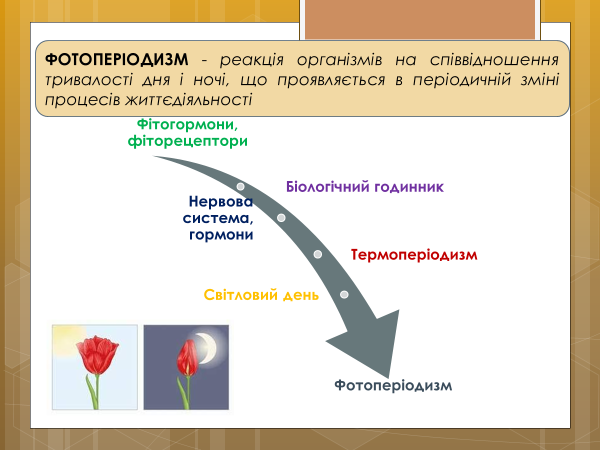 ФОТОПЕРІОДИЗМ - реакція організмів на співвідношення
тривалості дня і ночі, що проявляється в періодичній зміні
процесів життєдіяльності
Фітогормони,
фіторецептори
Біологічний годинник
Нервова
система,
гормони
Термоперіодизм
Світловий день
Фотоперіодизм